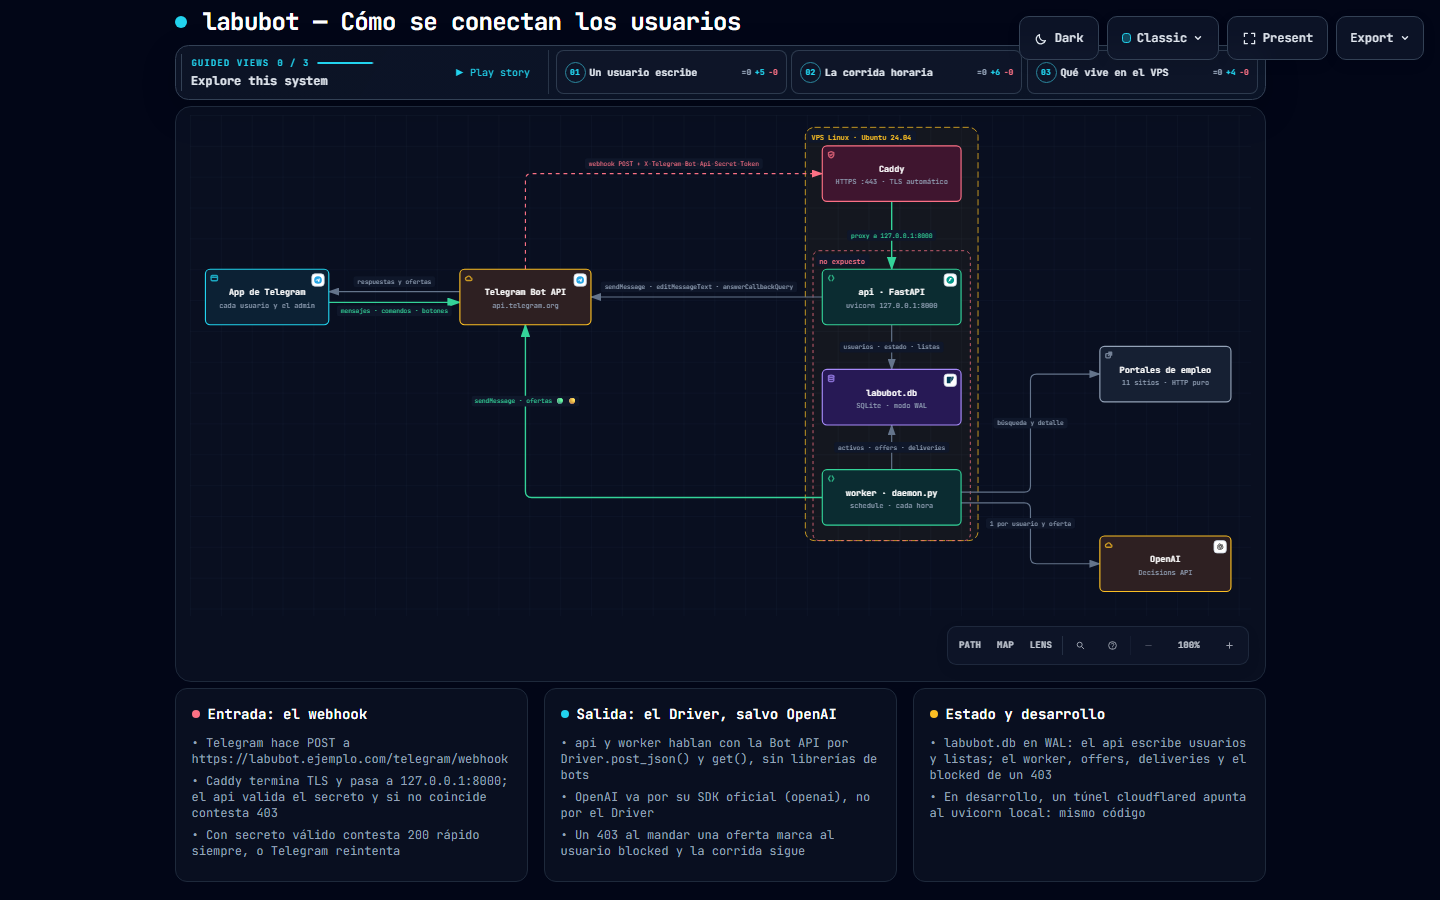 labubot — Cómo se conectan los usuarios
Dark
Classic
Present
Export
GUIDED VIEWS 0 / 3
Explore this system
Play story
01 Un usuario escribe =0 +5 -0
02 La corrida horaria =0 +6 -0
03 Qué vive en el VPS =0 +4 -0
VPS Linux · Ubuntu 24.04
webhook POST + X-Telegram-Bot-Api-Secret-Token
Caddy
HTTPS :443 · TLS automático
proxy a 127.0.0.1:8000
no expuesto
App de Telegram
cada usuario y el admin
respuestas y ofertas
mensajes · comandos · botones
Telegram Bot API
api.telegram.org
sendMessage · editMessageText · answerCallbackQuery
api · FastAPI
uvicorn 127.0.0.1:8000
usuarios · estado · listas
labubot.db
SQLite · modo WAL
sendMessage · ofertas
activos · offers · deliveries
worker · daemon.py
schedule · cada hora
Portales de empleo
11 sitios · HTTP puro
búsqueda y detalle
1 por usuario y oferta
OpenAI
Decisions API
PATH
MAP
LENS
100%
Entrada: el webhook
• Telegram hace POST a
https://labubot.ejemplo.com/telegram/webhook
• Caddy termina TLS y pasa a 127.0.0.1:8000;
el api valida el secreto y si no coincide
contesta 403
• Con secreto válido contesta 200 rápido
siempre, o Telegram reintenta
Salida: el Driver, salvo OpenAI
• api y worker hablan con la Bot API por
Driver.post_json() y get(), sin librerías de
bots
• OpenAI va por su SDK oficial (openai), no
por el Driver
• Un 403 al mandar una oferta marca al
usuario blocked y la corrida sigue
Estado y desarrollo
• labubot.db en WAL: el api escribe usuarios
y listas; el worker, offers, deliveries y el
blocked de un 403
• En desarrollo, un túnel cloudflared apunta
al uvicorn local: mismo código